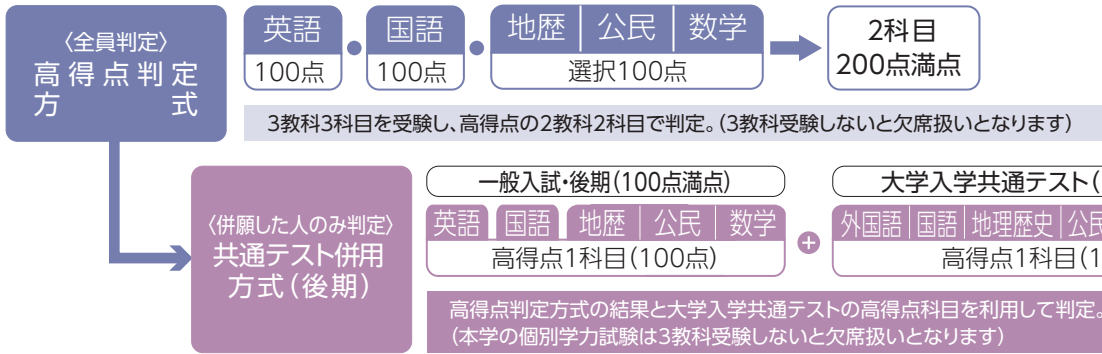 〈全員判定〉
高得点判定
方式
英語・国語・地歴 公民 数学
100点 100点 選択100点
2科目
200点満点
3教科3科目を受験し、高得点の2教科2科目で判定。(3教科受験しないと欠席扱いとなります)
〈併願した人のみ判定〉
共通テスト併用
方式(後期)
一般入試・後期(100点満点)
英語 国語 地歴 公民 数学
高得点1科目(100点)
+
大学入学共通テスト(
外国語 国語 地理歴史 公民
高得点1科目(1
高得点判定方式の結果と大学入学共通テストの高得点科目を利用して判定。
(本学の個別学力試験は3教科受験しないと欠席扱いとなります)